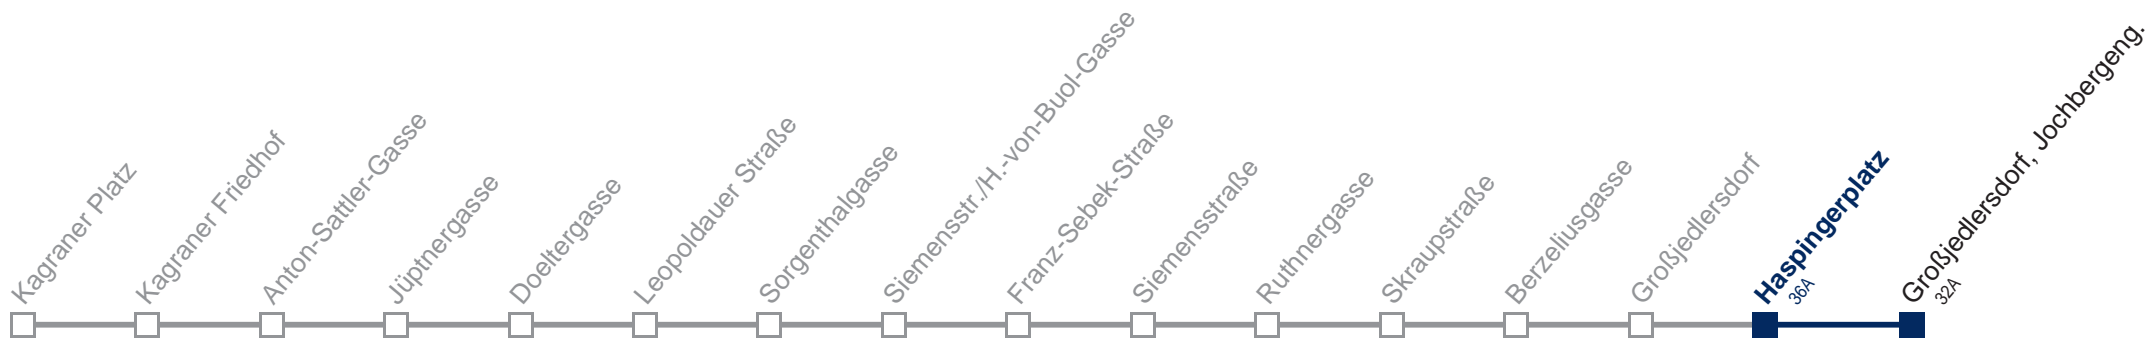 Kagraner Platz
Kagraner Friedhof
Anton-Sattler-Gasse
Jüptnergasse
Doeltergasse
Leopoldauer Straße
Sorgenthalgasse
Siemensstr./H.-von-Buol-Gasse
Franz-Sebek-Straße
Siemensstraße
Ruthnergasse
Skraupstraße
Berzeliusgasse
Großjedlersdorf
Haspingerplatz
36A
Großjedlersdorf, Jochbergeng.
32A